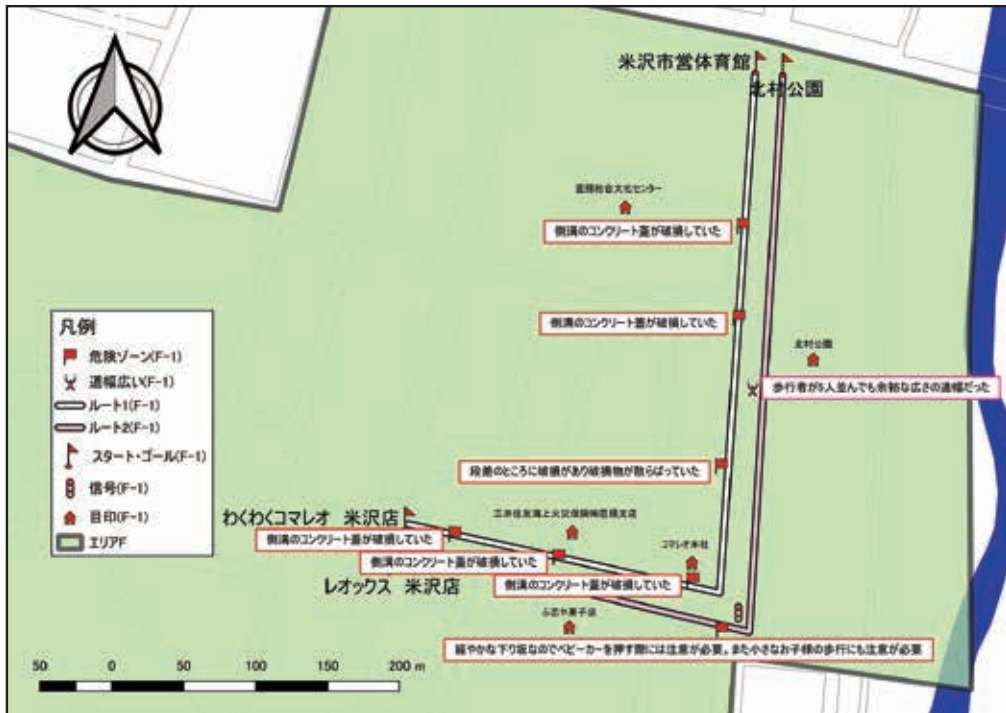 米沢市営体育館
北村公園
置賜総合文化センター
側溝のコンクリート蓋が破損していた
側溝のコンクリート蓋が破損していた
北村公園
歩行者が5人並んでも余裕な広さの道幅だった
段差のところに破損があり破損物が散らばっていた
わくわくコマレオ 米沢店
三井住友海上火災保険
側溝のコンクリート蓋が破損していた
側溝のコンクリート蓋が破損していた
コマレオ本社
側溝のコンクリート蓋が破損していた
レオックス 米沢店
緩やかな下り坂なのでベビーカーを押す際には注意が必要。また小さなお子様の歩行にも注意が必要
凡例
危険ゾーン(F-1)
道幅広い(F-1)
ルート1(F-1)
ルート2(F-1)
スタート・ゴール(F-1)
信号(F-1)
目印(F-1)
エリアF
50 0 50 100 150 200 m